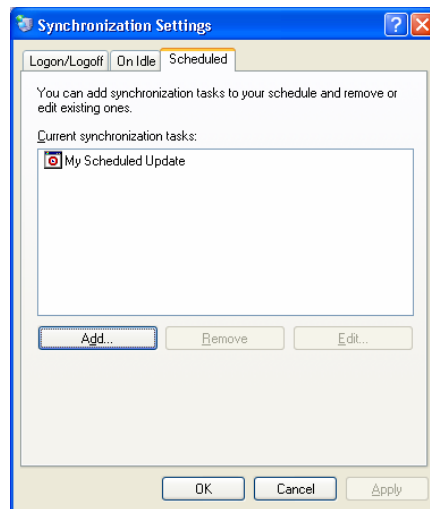 Synchronization Settings
Logon/Logoff On Idle Scheduled
You can add synchronization tasks to your schedule and remove or
edit existing ones.
Current synchronization tasks:
My Scheduled Update
Add... Remove Edit...
OK Cancel Apply